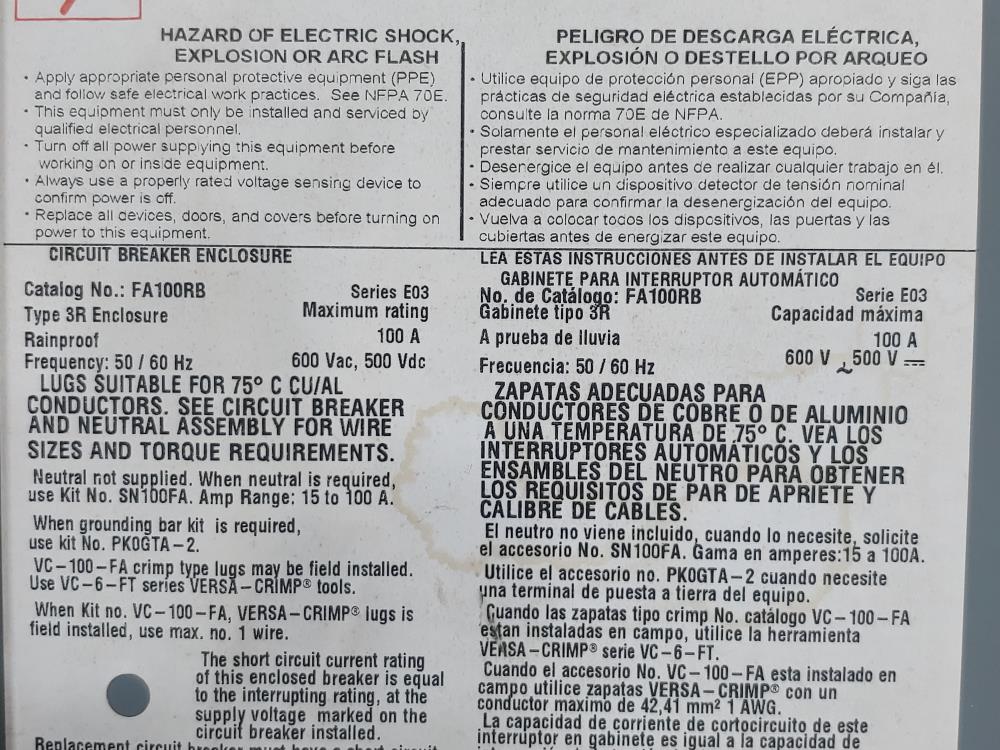 HAZARD OF ELECTRIC SHOCK,
EXPLOSION OR ARC FLASH
• Apply appropriate personal protective equipment (PPE)
and follow safe electrical work practices. See NFPA 70E.
• This equipment must only be installed and serviced by
qualified electrical personnel.
• Turn off all power supplying this equipment before
working on or inside equipment.
• Always use a properly rated voltage sensing device to
confirm power is off.
• Replace all devices, doors, and covers before turning on
power to this equipment.
PELIGRO DE DESCARGA ELÉCTRICA,
EXPLOSIÓN O DESTELLO POR ARQUEO
• Utilice equipo de protección personal (EPP) apropiado y siga las
prácticas de seguridad eléctrica establecidas por su Compañía,
consulte la norma 70E de NFPA.
• Solamente el personal eléctrico especializado deberá instalar y
prestar servicio de mantenimiento a este equipo.
• Desenergice el equipo antes de realizar cualquier trabajo en él.
• Siempre utilice un dispositivo detector de tensión nominal
adecuado para confirmar la desenergización del equipo.
• Vuelva a colocar todos los dispositivos, las puertas y las
cubiertas antes de energizar este equipo.
CIRCUIT BREAKER ENCLOSURE
Catalog No.: FA100RB Series E03
Type 3R Enclosure Maximum rating
Rainproof 100 A
Frequency: 50 / 60 Hz 600 Vac, 500 Vdc
LUGS SUITABLE FOR 75° C CU/AL
CONDUCTORS. SEE CIRCUIT BREAKER
AND NEUTRAL ASSEMBLY FOR WIRE
SIZES AND TORQUE REQUIREMENTS.
Neutral not supplied. When neutral is required,
use Kit No. SN100FA. Amp Range: 15 to 100 A.
When grounding bar kit is required,
use kit No. PK0GTA-2.
VC-100-FA crimp type lugs may be field installed.
Use VC-6-FT series VERSA-CRIMP® tools.
When Kit no. VC-100-FA, VERSA-CRIMP® lugs is
field installed, use max. no. 1 wire.
The short circuit current rating
of this enclosed breaker is equal
to the interrupting rating, at the
supply voltage marked on the
circuit breaker installed.
Replacement circuit breaker must have a short circuit
LEA ESTAS INSTRUCCIONES ANTES DE INSTALAR EL EQUIPO
GABINETE PARA INTERRUPTOR AUTOMÁTICO
No. de Catálogo: FA100RB Serie E03
Gabinete tipo 3R Capacidad máxima
A prueba de lluvia 100 A
Frecuencia: 50 / 60 Hz 600 V ~ 500 V ⎓
ZAPATAS ADECUADAS PARA
CONDUCTORES DE COBRE O DE ALUMINIO
A UNA TEMPERATURA DE 75° C. VEA LOS
INTERRUPTORES AUTOMÁTICOS Y LOS
ENSAMBLES DEL NEUTRO PARA OBTENER
LOS REQUISITOS DE PAR DE APRIETE Y
CALIBRE DE CABLES.
El neutro no viene incluido, cuando lo necesite, solicite
el accesorio No. SN100FA. Gama en amperes:15 a 100A.
Utilice el accesorio no. PK0GTA-2 cuando necesite
una terminal de puesta a tierra del equipo.
Cuando las zapatas tipo crimp No. catálogo VC-100-FA
estan instaladas en campo, utilice la herramienta
VERSA-CRIMP® serie VC-6-FT.
Cuando el accesorio No. VC-100-FA esta instalado en
campo utilice zapatas VERSA-CRIMP® con un
conductor maximo de 42,41 mm² 1 AWG.
La capacidad de corriente de cortocircuito de este
interruptor en gabinete es igual a la capacidad de